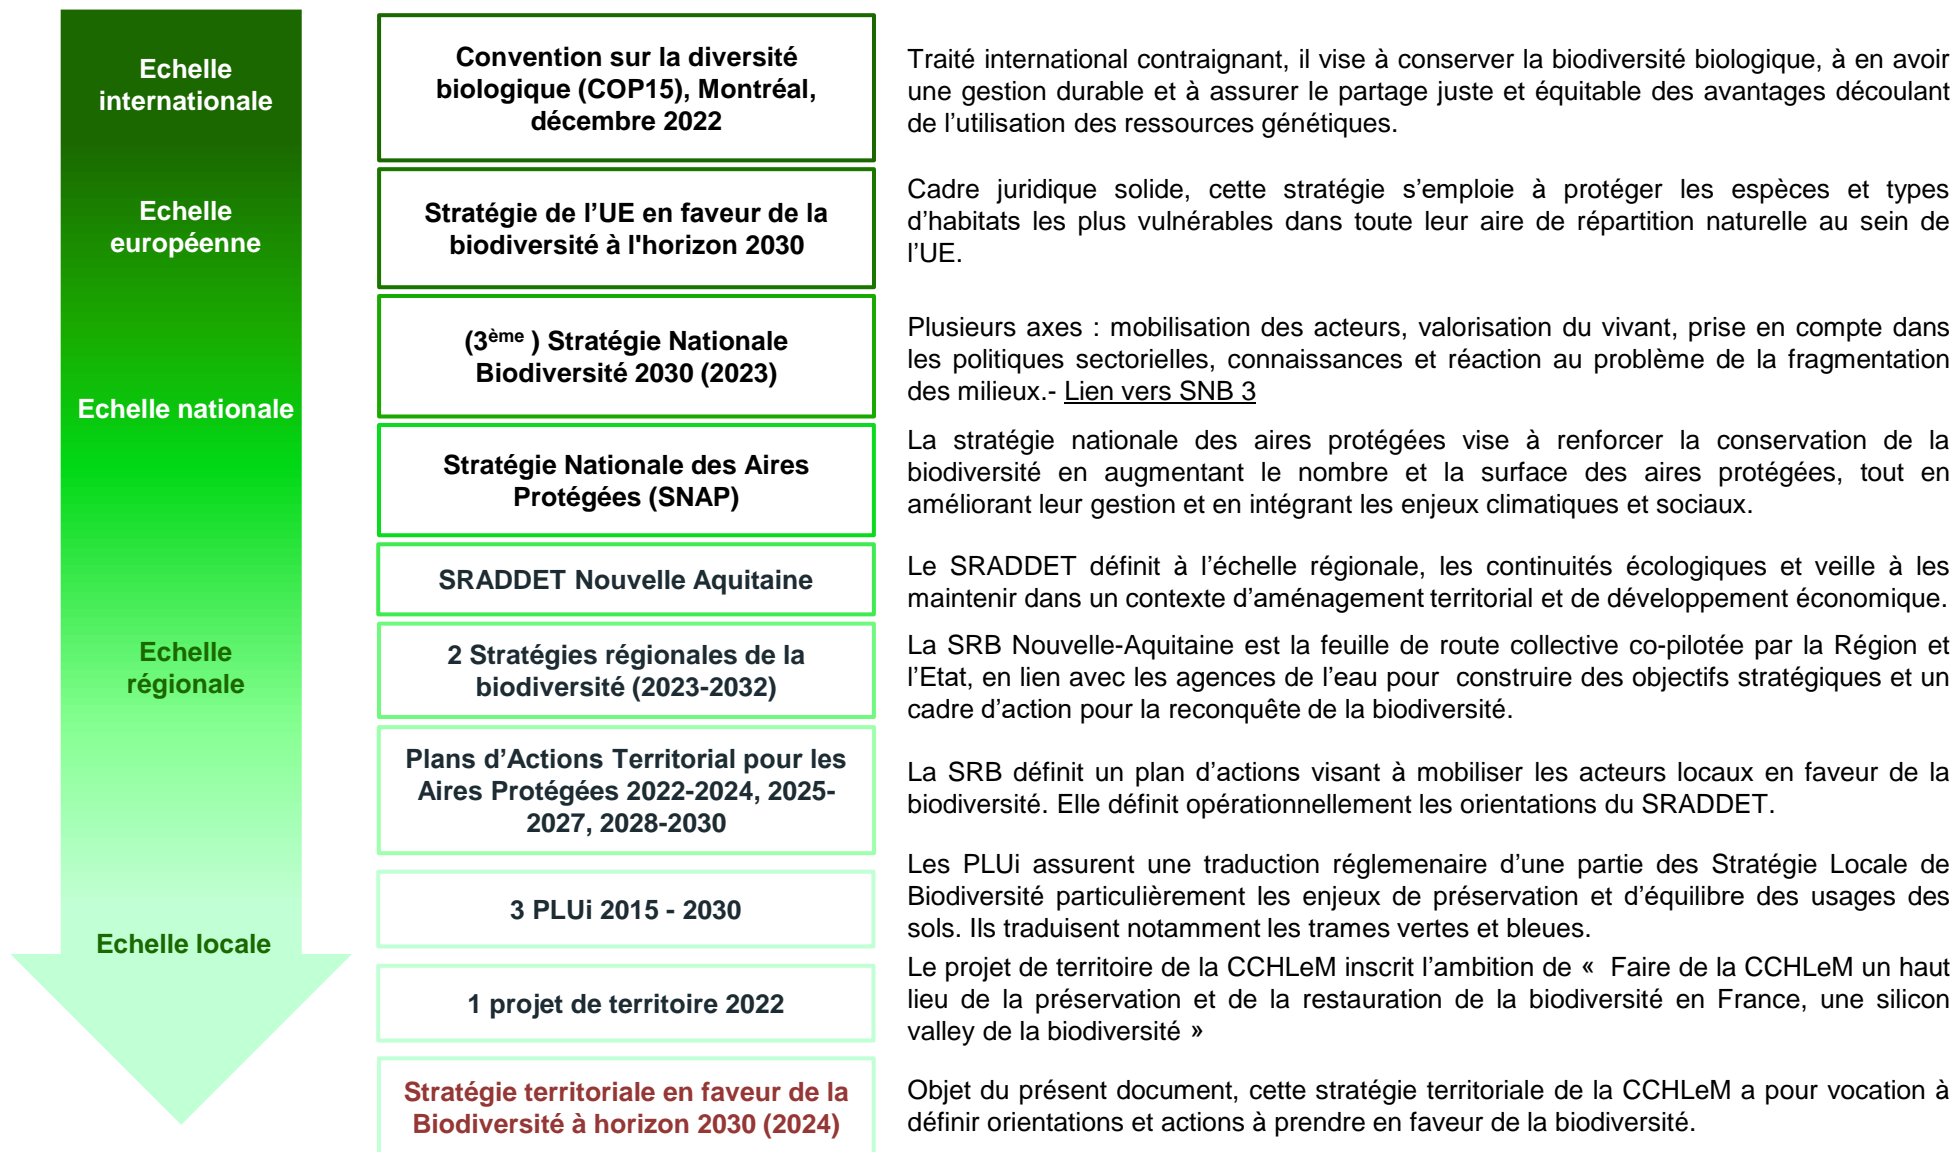 Echelle
internationale
Convention sur la diversité
biologique (COP15), Montréal,
décembre 2022
Traité international contraignant, il vise à conserver la biodiversité biologique, à en avoir
une gestion durable et à assurer le partage juste et équitable des avantages découlant
de l’utilisation des ressources génétiques.
Echelle
européenne
Stratégie de l’UE en faveur de la
biodiversité à l'horizon 2030
Cadre juridique solide, cette stratégie s’emploie à protéger les espèces et types
d’habitats les plus vulnérables dans toute leur aire de répartition naturelle au sein de
l’UE.
Echelle nationale
(3ème ) Stratégie Nationale
Biodiversité 2030 (2023)
Plusieurs axes : mobilisation des acteurs, valorisation du vivant, prise en compte dans
les politiques sectorielles, connaissances et réaction au problème de la fragmentation
des milieux.- Lien vers SNB 3
Stratégie Nationale des Aires
Protégées (SNAP)
La stratégie nationale des aires protégées vise à renforcer la conservation de la
biodiversité en augmentant le nombre et la surface des aires protégées, tout en
améliorant leur gestion et en intégrant les enjeux climatiques et sociaux.
Echelle
régionale
SRADDET Nouvelle Aquitaine
Le SRADDET définit à l’échelle régionale, les continuités écologiques et veille à les
maintenir dans un contexte d’aménagement territorial et de développement économique.
2 Stratégies régionales de la
biodiversité (2023-2032)
La SRB Nouvelle-Aquitaine est la feuille de route collective co-pilotée par la Région et
l’Etat, en lien avec les agences de l’eau pour construire des objectifs stratégiques et un
cadre d’action pour la reconquête de la biodiversité.
Plans d’Actions Territorial pour les
Aires Protégées 2022-2024, 2025-
2027, 2028-2030
La SRB définit un plan d’actions visant à mobiliser les acteurs locaux en faveur de la
biodiversité. Elle définit opérationnellement les orientations du SRADDET.
Echelle locale
3 PLUi 2015 - 2030
Les PLUi assurent une traduction réglemenaire d’une partie des Stratégie Locale de
Biodiversité particulièrement les enjeux de préservation et d’équilibre des usages des
sols. Ils traduisent notamment les trames vertes et bleues.
1 projet de territoire 2022
Le projet de territoire de la CCHLeM inscrit l’ambition de « Faire de la CCHLeM un haut
lieu de la préservation et de la restauration de la biodiversité en France, une silicon
valley de la biodiversité »
Stratégie territoriale en faveur de la
Biodiversité à horizon 2030 (2024)
Objet du présent document, cette stratégie territoriale de la CCHLeM a pour vocation à
définir orientations et actions à prendre en faveur de la biodiversité.